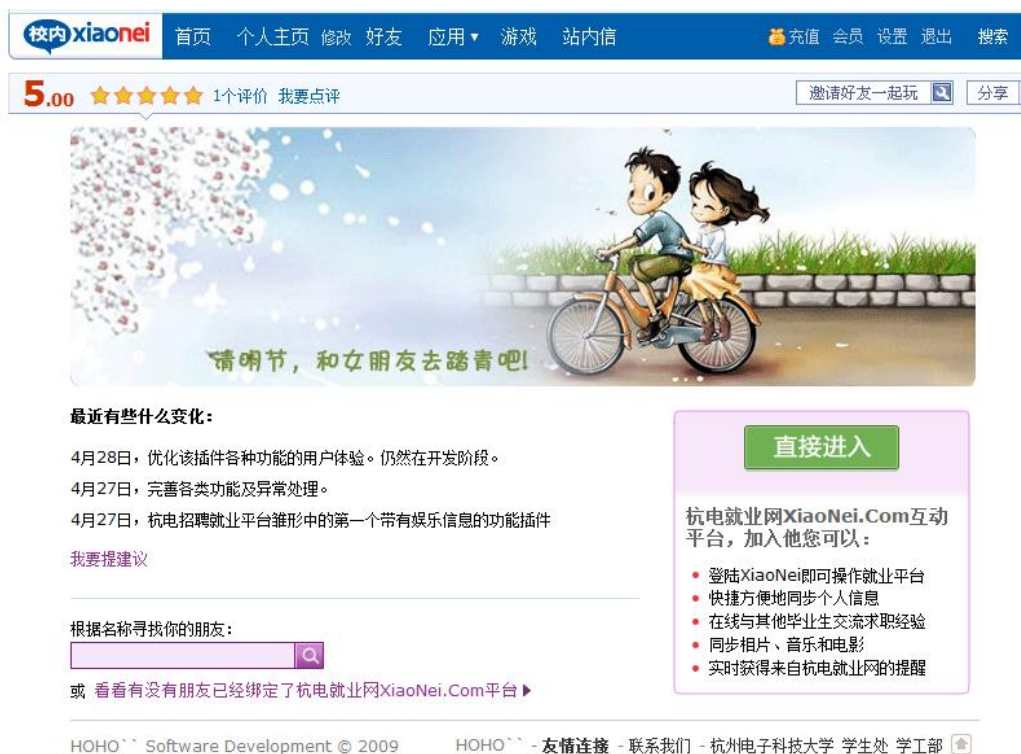 校内xiaonei 首页 个人主页 修改 好友 应用▼ 游戏 站内信 充值 会员 设置 退出 搜索
5.00 1个评价 我要点评 邀请好友一起玩 分享
清明节，和女朋友去踏青吧!
最近有些什么变化：
4月28日，优化该插件各种功能的用户体验。仍然在开发阶段。
4月27日，完善各类功能及异常处理。
4月27日，杭电招聘就业平台雏形中的第一个带有娱乐信息的功能插件
我要提建议
根据名称寻找你的朋友：
或 看看有没有朋友已经绑定了杭电就业网XiaoNei.Com平台
直接进入
杭电就业网XiaoNei.Com互动
平台，加入他您可以：
登陆XiaoNei即可操作就业平台
快捷方便地同步个人信息
在线与其他毕业生交流求职经验
同步相片、音乐和电影
实时获得来自杭电就业网的提醒
HOHO`` Software Development © 2009 HOHO`` - 友情连接 - 联系我们 - 杭州电子科技大学 学生处 学工部